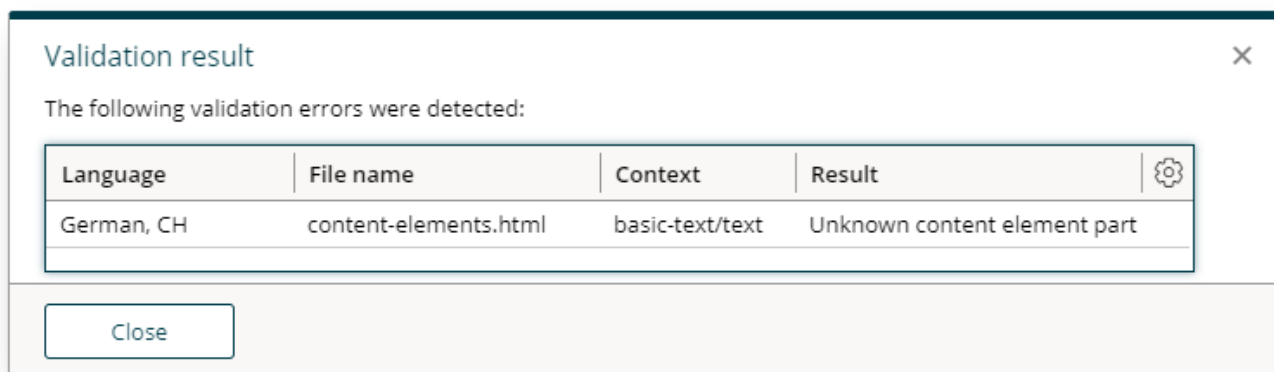 Validation result
The following validation errors were detected:
Language File name Context Result
German, CH content-elements.html basic-text/text Unknown content element part
Close